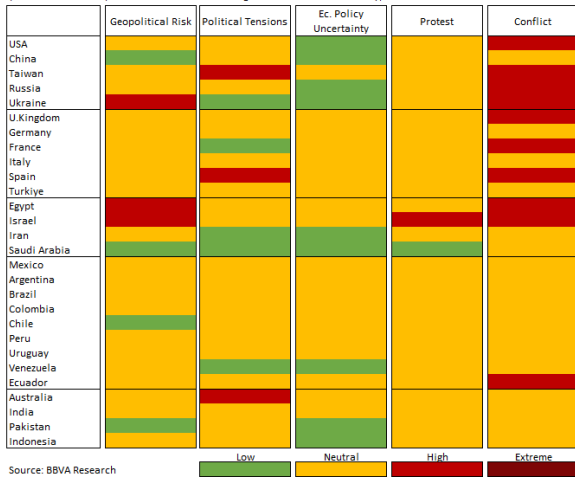 Geopolitical Risk Political Tensions Ec. Policy Uncertainty Protest Conflict
USA
China
Taiwan
Russia
Ukraine
U.Kingdom
Germany
France
Italy
Spain
Turkiye
Egypt
Israel
Iran
Saudi Arabia
Mexico
Argentina
Brazil
Colombia
Chile
Peru
Uruguay
Venezuela
Ecuador
Australia
India
Pakistan
Indonesia
Low Neutral High Extreme
Source: BBVA Research